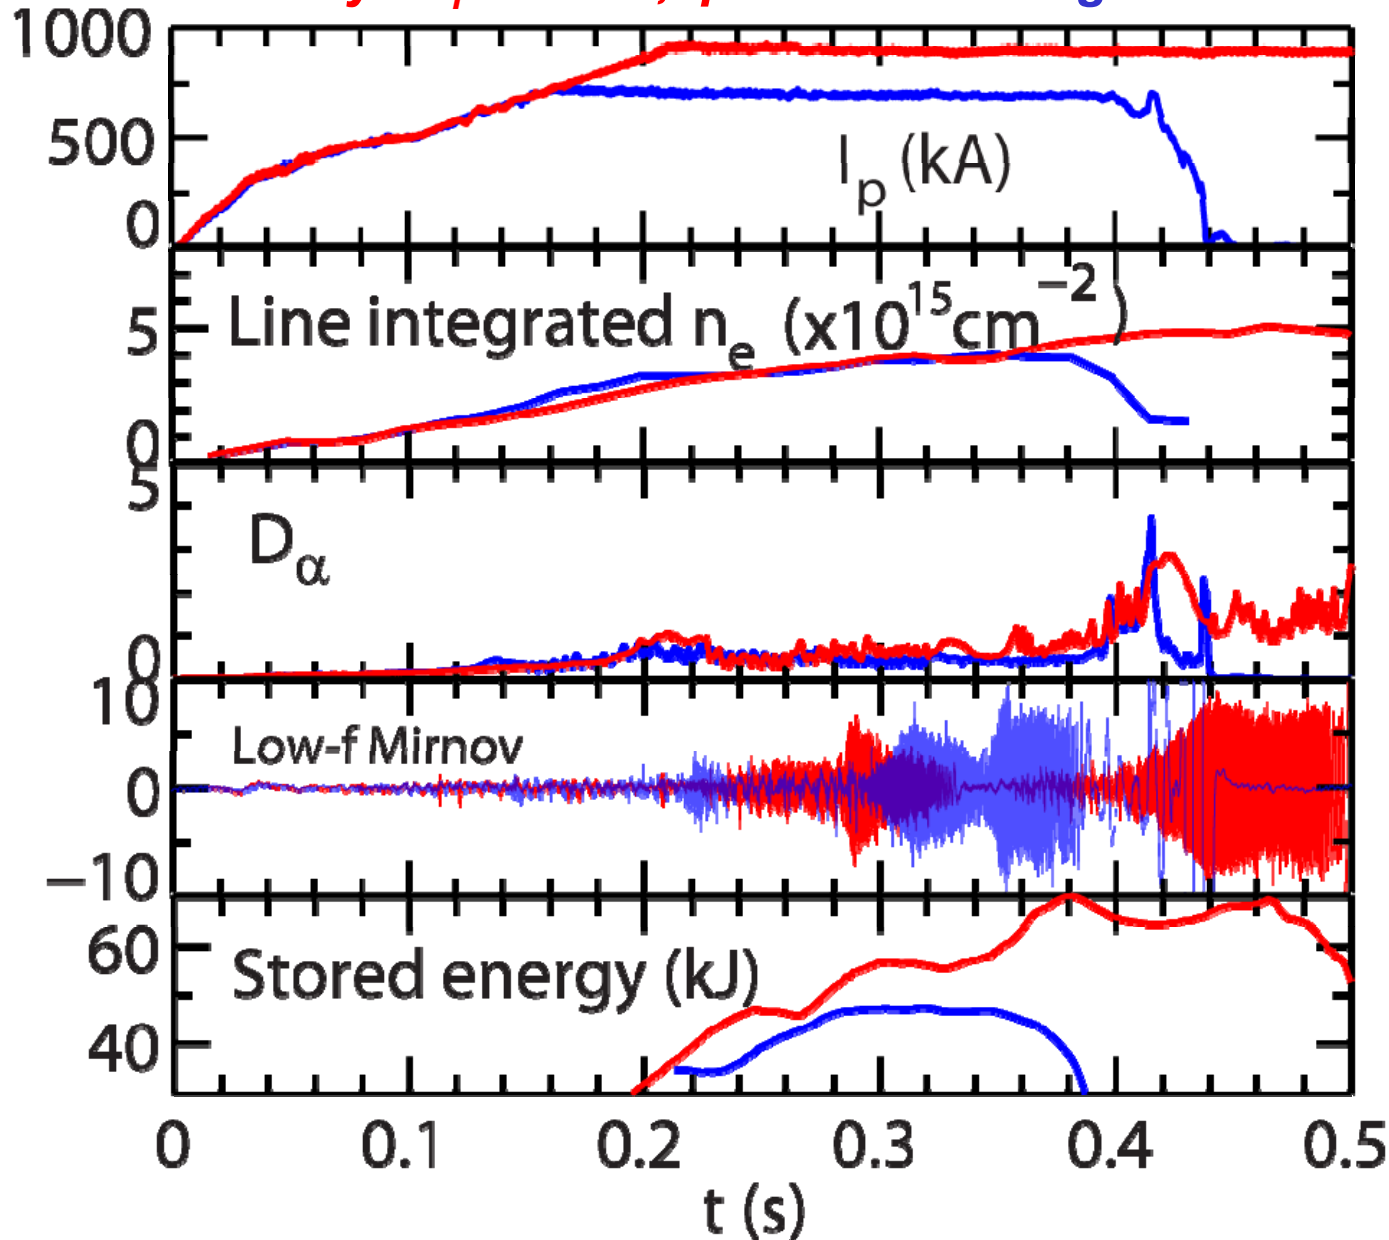 1000
500
0
I_p (kA)
5
0
Line integrated n_e (x10^15 cm^−2)
5
0
D_α
10
0
−10
Low-f Mirnov
60
40
Stored energy (kJ)
0 0.1 0.2 0.3 0.4 0.5
t (s)